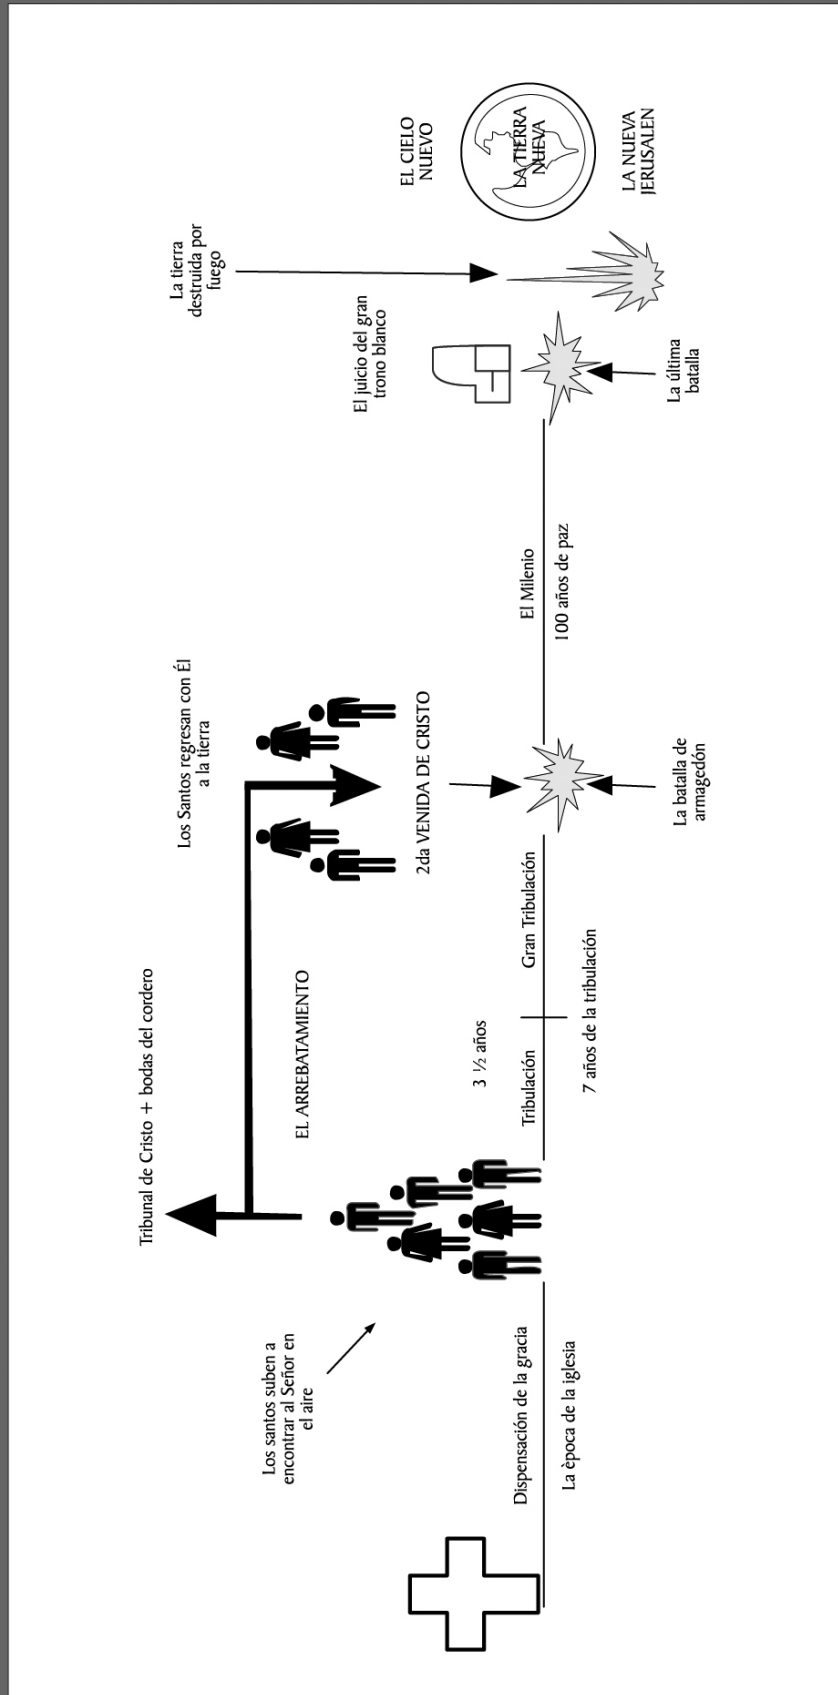 Tribunal de Cristo + bodas del cordero
Los santos suben a
encontrar al Señor en
el aire
EL ARREBATAMIENTO
Los Santos regresan con Él
a la tierra
2da VENIDA DE CRISTO
La tierra
destruida por
fuego
El juicio del gran
trono blanco
EL CIELO
NUEVO
LA TIERRA
NUEVA
LA NUEVA
JERUSALEN
Dispensación de la gracia
La època de la iglesia
3 ½ años
Tribulación
Gran Tribulación
7 años de la tribulación
La batalla de
armagedón
El Milenio
100 años de paz
La última
batalla